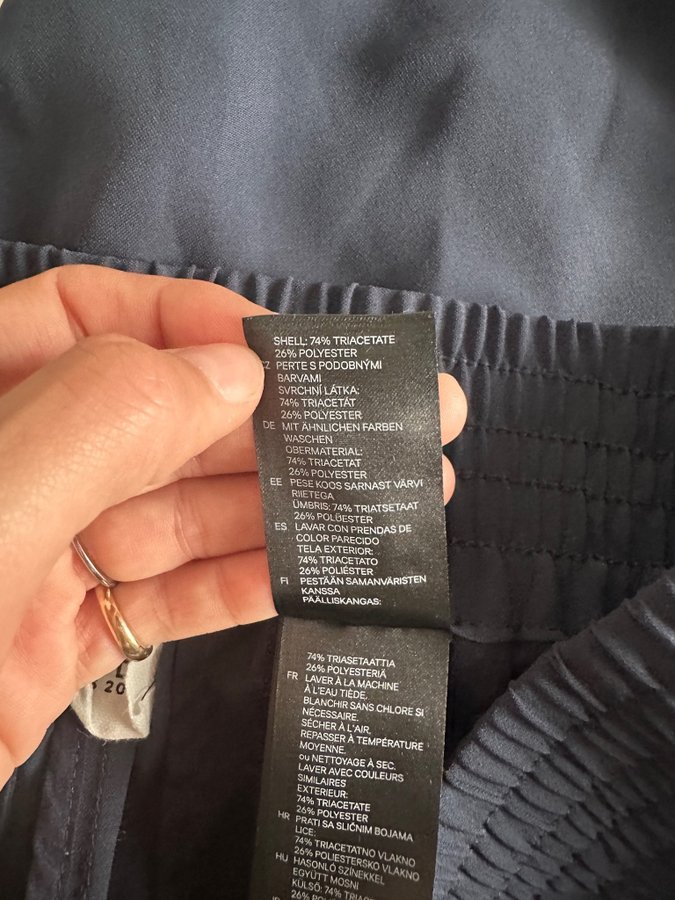 SHELL: 74% TRIACETATE
26% POLYESTER
CZ PERTE S PODOBNÝMI
BARVAMI
SVRCHNÍ LÁTKA:
74% TRIACETÁT
26% POLYESTER
DE MIT ÄHNLICHEN FARBEN
WASCHEN
OBERMATERIAL:
74% TRIACETAT
26% POLYESTER
EE PESE KOOS SARNAST VÄRVI
RIIETEGA
ÜMBRIS: 74% TRIATSETAAT
26% POLÜESTER
ES LAVAR CON PRENDAS DE
COLOR PARECIDO
TELA EXTERIOR:
74% TRIACETATO
26% POLIÉSTER
FI PESTÄÄN SAMANVÄRISTEN
KANSSA
PÄÄLLISKANGAS:
74% TRIASETAATTIA
26% POLYESTERIÄ
FR LAVER À LA MACHINE
À L'EAU TIÈDE.
BLANCHIR SANS CHLORE SI
NÉCESSAIRE.
SÉCHER À L'AIR.
REPASSER À TEMPÉRATURE
MOYENNE.
ou NETTOYAGE À SEC.
LAVER AVEC COULEURS
SIMILAIRES
EXTERIEUR:
74% TRIACETATE
26% POLYESTER
HR PRATI SA SLIČNIM BOJAMA
LICE:
74% TRIACETATNO VLAKNO
26% POLIESTERSKO VLAKNO
HU HASONLÓ SZÍNEKKEL
EGYÜTT MOSNI
KÜLSŐ: 74% TRIACETÁT
20